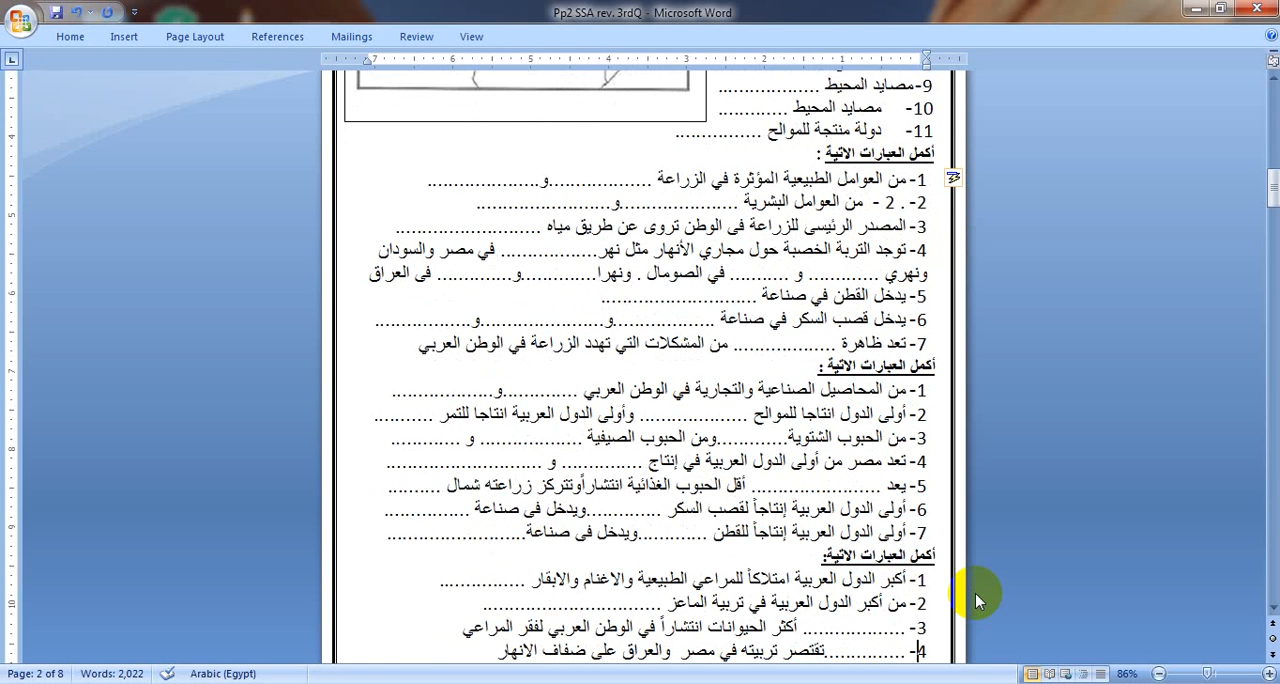 Pp2 SSA rev. 3rdQ - Microsoft Word
Home Insert Page Layout References Mailings Review View
7 6 5 4 3 2 1
9-مصايد المحيط ...................
10- مصايد المحيط .............
11- دولة منتجة للموالح ................
أكمل العبارات الاتية :
1- من العوامل الطبيعية المؤثرة في الزراعة ...................و.....................
2- . 2 - من العوامل البشرية ......................و.........................
3- المصدر الرئيسى للزراعة فى الوطن تروى عن طريق مياه ...........................
4- توجد التربة الخصبة حول مجاري الأنهار مثل نهر.................. في مصر والسودان
ونهري ............. و ........... في الصومال . ونهرا.............و.............. فى العراق
5- يدخل القطن في صناعة .............................
6- يدخل قصب السكر في صناعة ...................و.......................و..................
7- تعد ظاهرة ................... من المشكلات التي تهدد الزراعة في الوطن العربي
أكمل العبارات الاتية :
1- من المحاصيل الصناعية والتجارية في الوطن العربي ..............و...................
2- أولى الدول انتاجا للموالح .................... وأولى الدول العربية انتاجا للتمر ...........
3- من الحبوب الشتوية.............ومن الحبوب الصيفية ................... و .............
4- تعد مصر من أولى الدول العربية في إنتاج ............... و .............................
5- يعد ........................ أقل الحبوب الغذائية انتشاراًوتتركز زراعته شمال ..........
6- أولى الدول العربية إنتاجاً لقصب السكر ..............ويدخل فى صناعة ................
7- أولى الدول العربية إنتاجاً للقطن .............ويدخل فى صناعة..........................
أكمل العبارات الاتية:
1- أكبر الدول العربية امتلاكاً للمراعي الطبيعية والاغنام والابقار ................
2- من أكبر الدول العربية في تربية الماعز .................................
3- ................... أكثر الحيوانات انتشاراً في الوطن العربي لفقر المراعي
4- ...............تقتصر تربيته في مصر والعراق على ضفاف الانهار
Page: 2 of 8 Words: 2,022 Arabic (Egypt) 86%